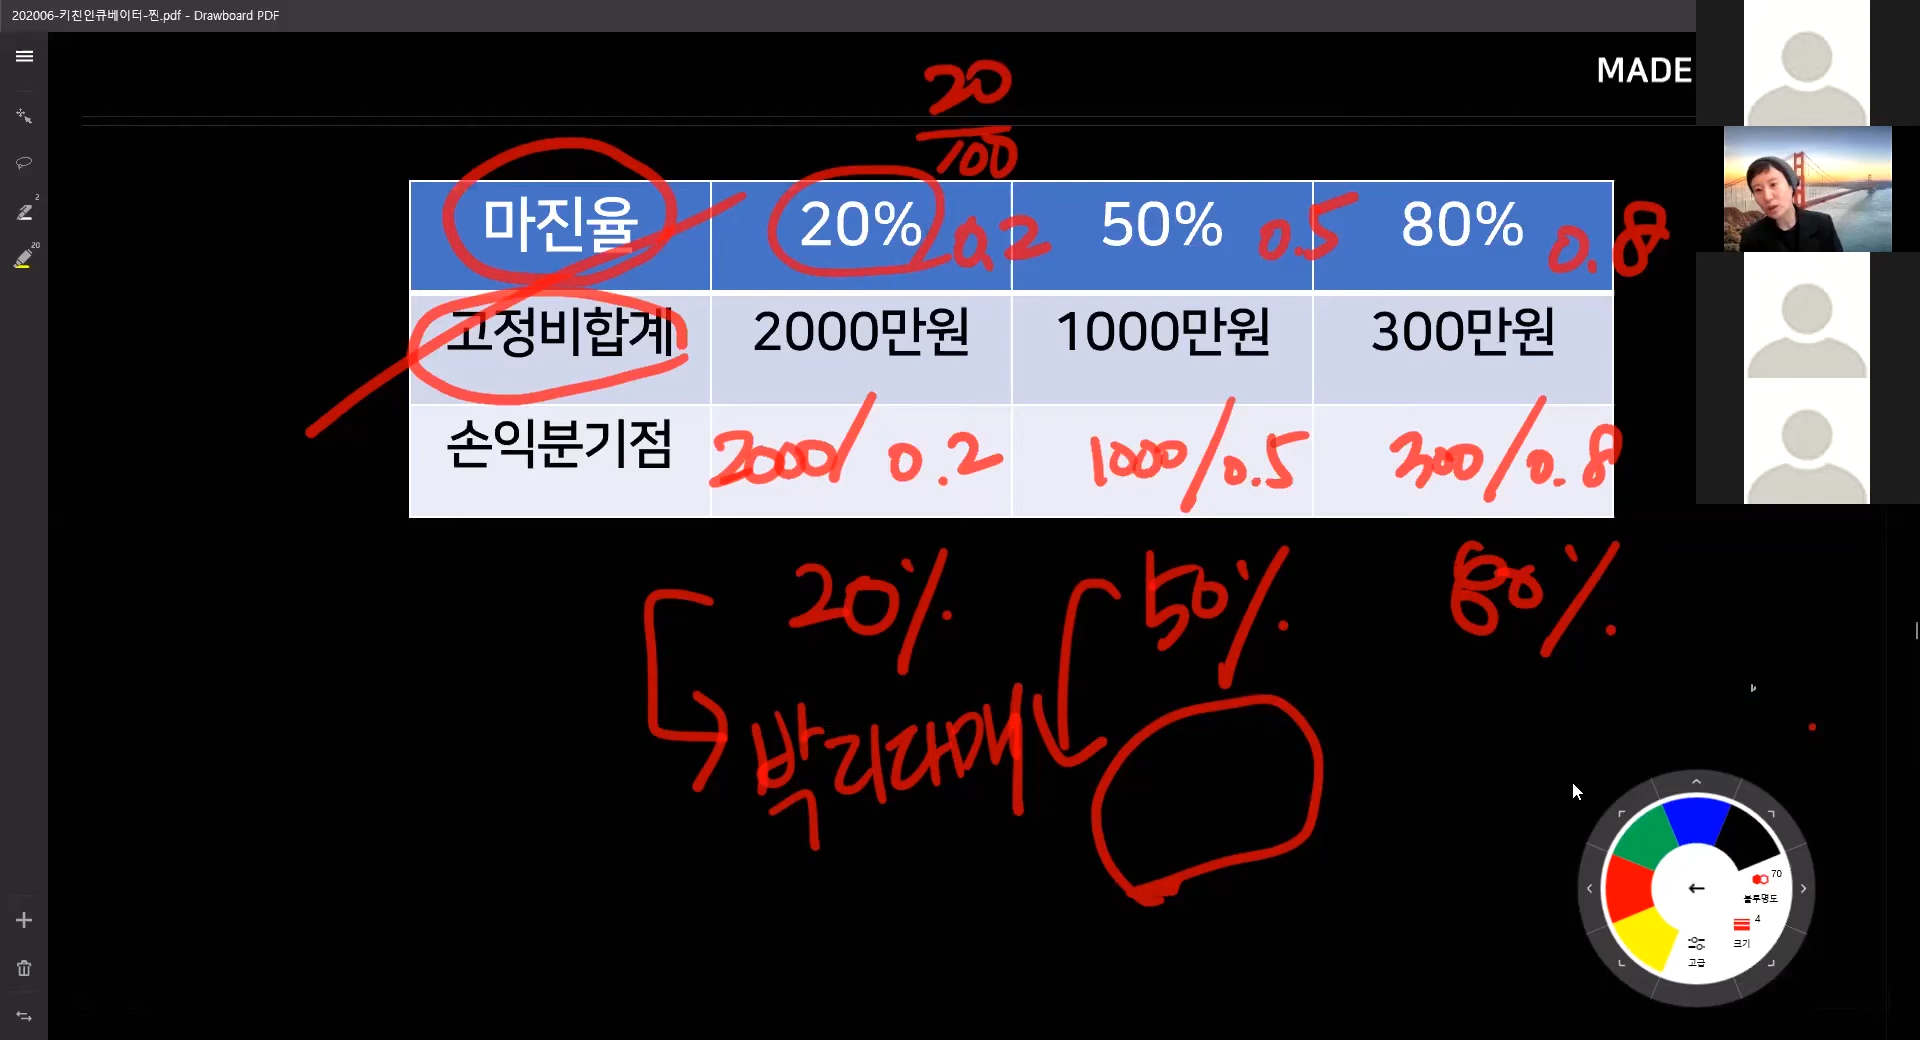 202006-키친인큐베이터-찐.pdf - Drawboard PDF
MADE
20
100
마진율 20% 0.2 50% 0.5 80% 0.8
고정비합계 2000만원 1000만원 300만원
손익분기점 2000/0.2 1000/0.5 300/0.8
20% 50% 80%
박리다매
2
20
70
불투명도
4
크기
고급